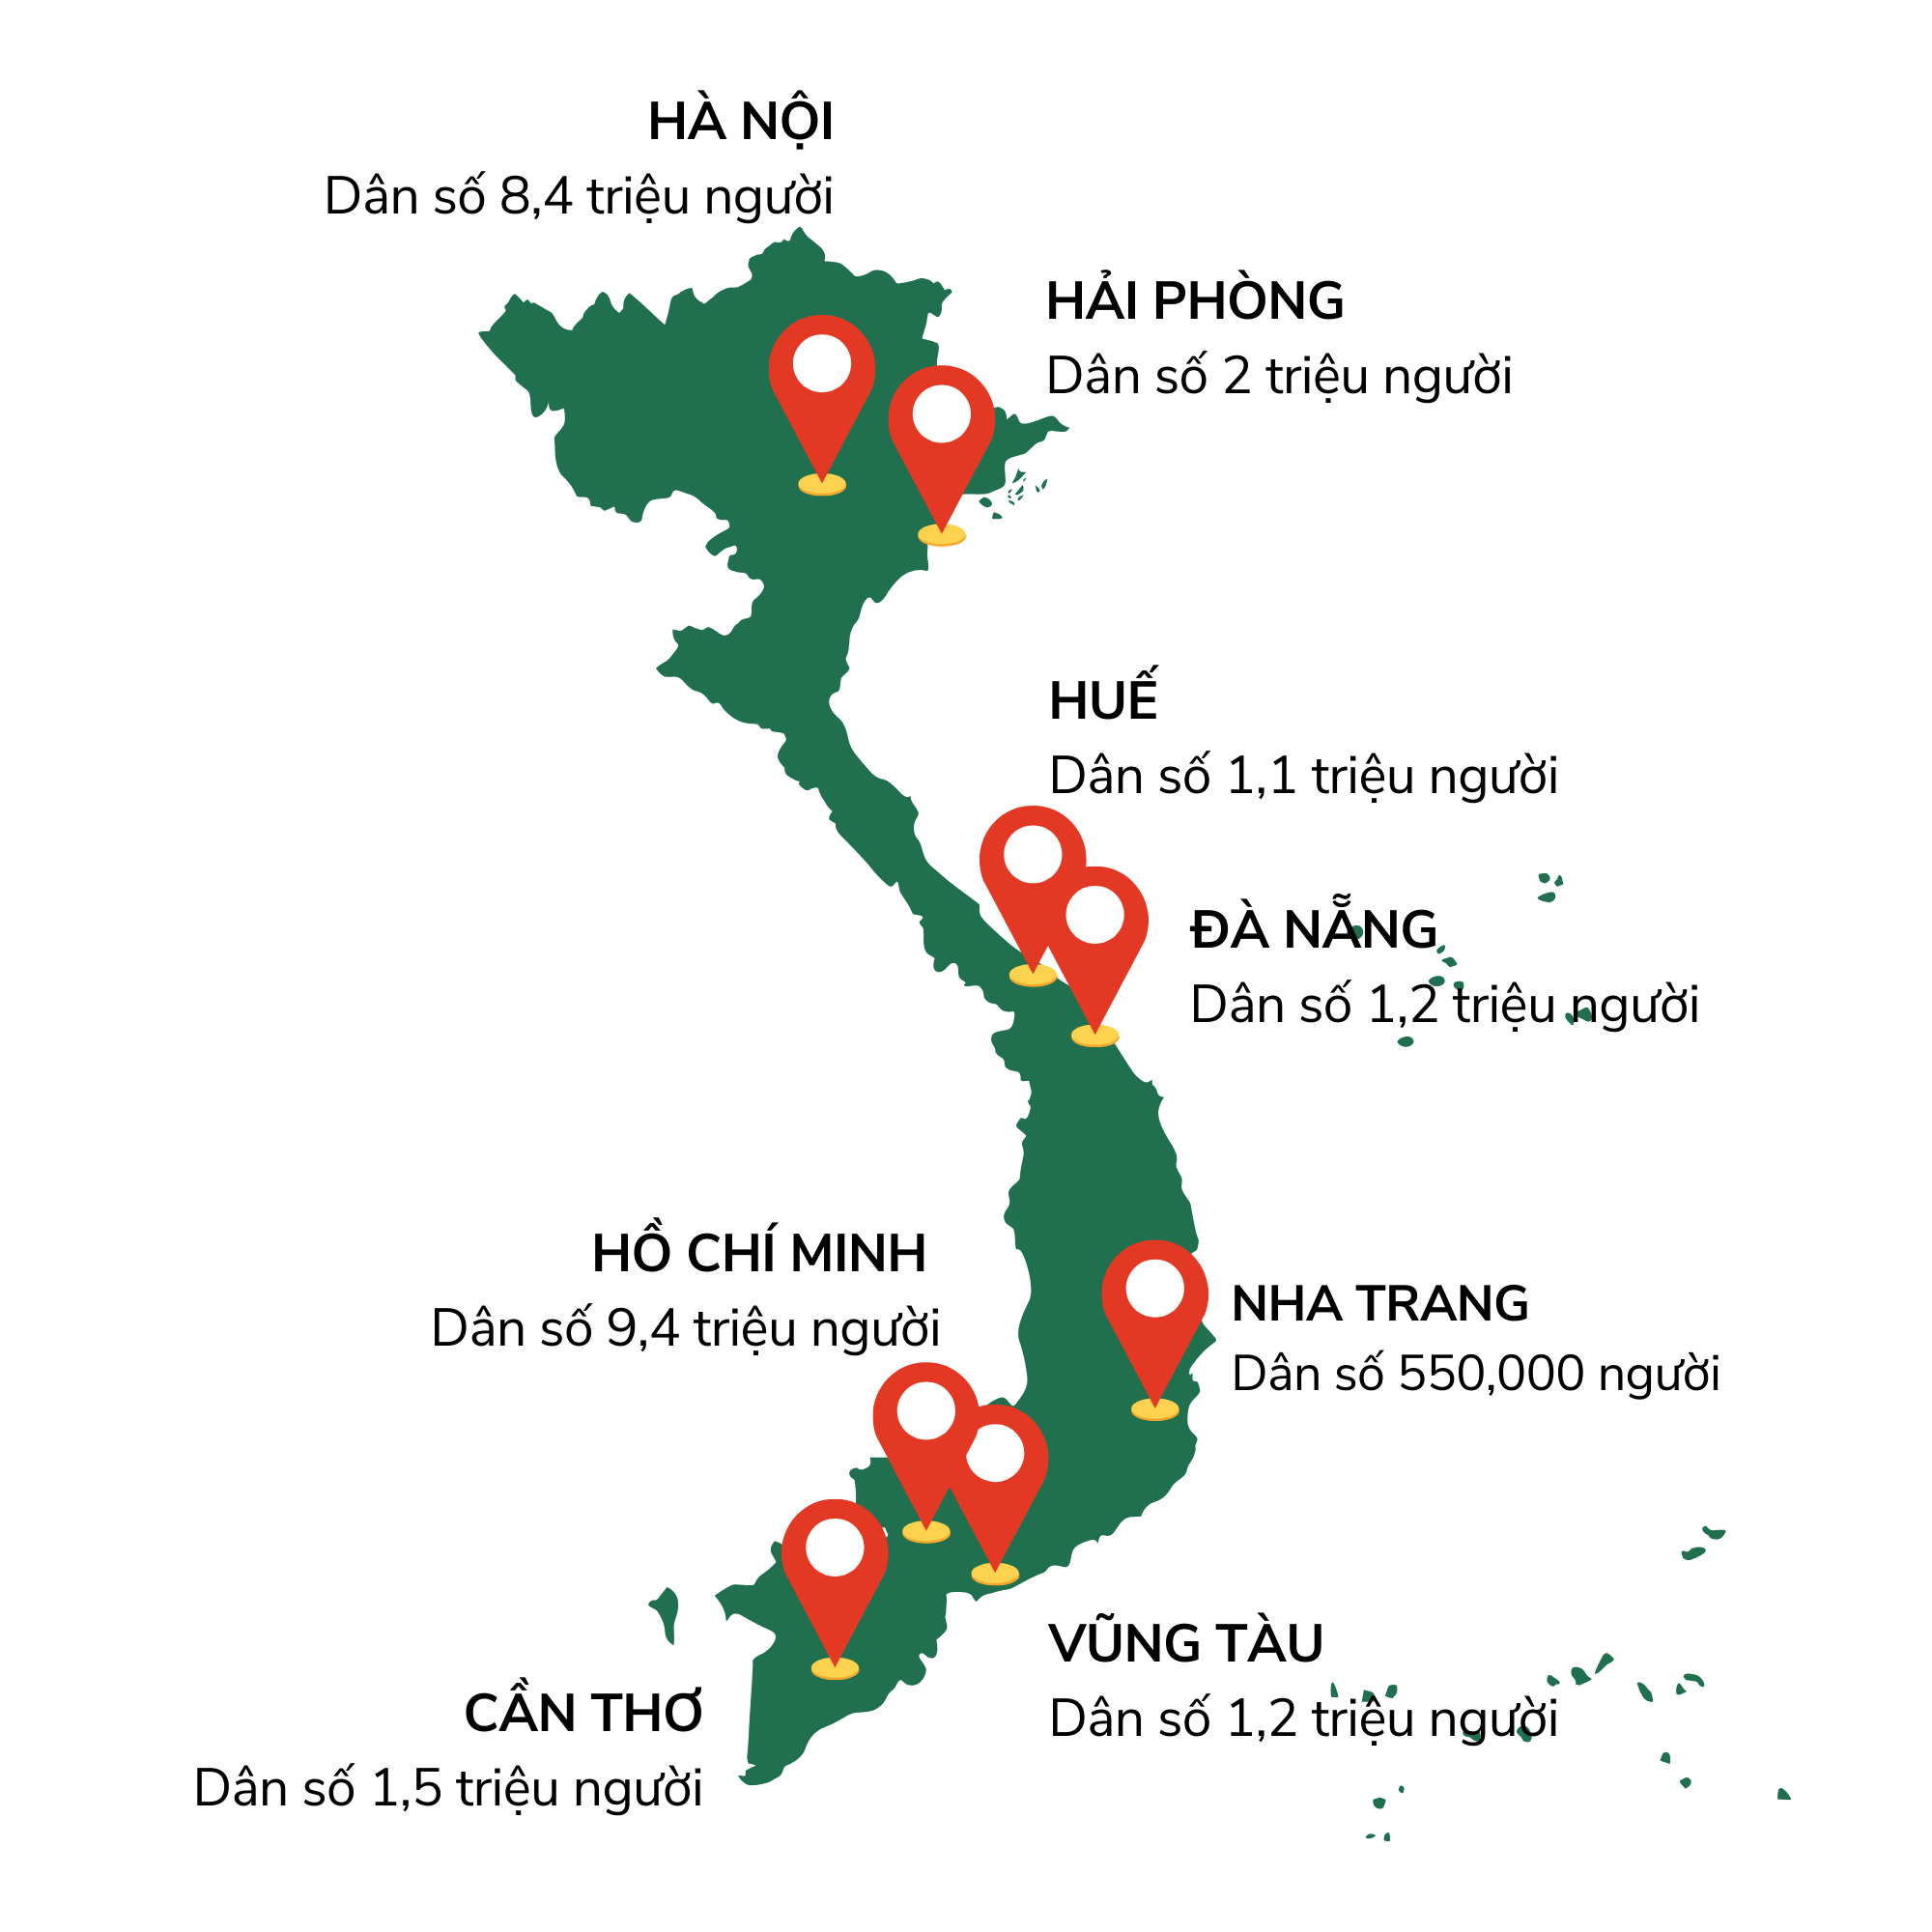 HÀ NỘI
Dân số 8,4 triệu người
HẢI PHÒNG
Dân số 2 triệu người
HUẾ
Dân số 1,1 triệu người
ĐÀ NẴNG
Dân số 1,2 triệu người
HỒ CHÍ MINH
Dân số 9,4 triệu người
NHA TRANG
Dân số 550,000 người
VŨNG TÀU
Dân số 1,2 triệu người
CẦN THƠ
Dân số 1,5 triệu người